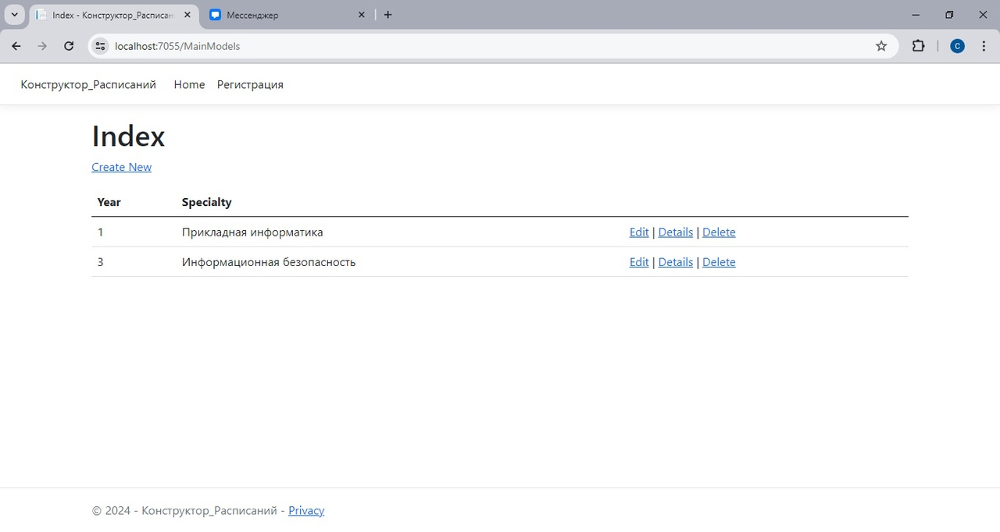 Index - Конструктор_Расписан
Мессенджер
localhost:7055/MainModels
C
Конструктор_Расписаний Home Регистрация
Index
Create New
Year Specialty
1 Прикладная информатика Edit | Details | Delete
3 Информационная безопасность Edit | Details | Delete
© 2024 - Конструктор_Расписаний - Privacy